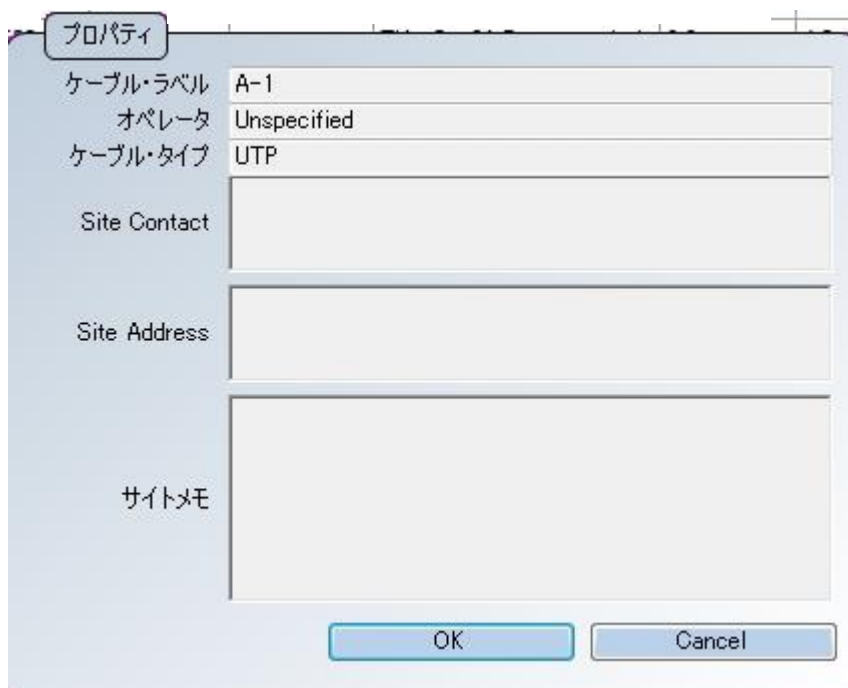 プロパティ
ケーブル・ラベル A-1
オペレータ Unspecified
ケーブル・タイプ UTP
Site Contact
Site Address
サイトメモ
OK Cancel